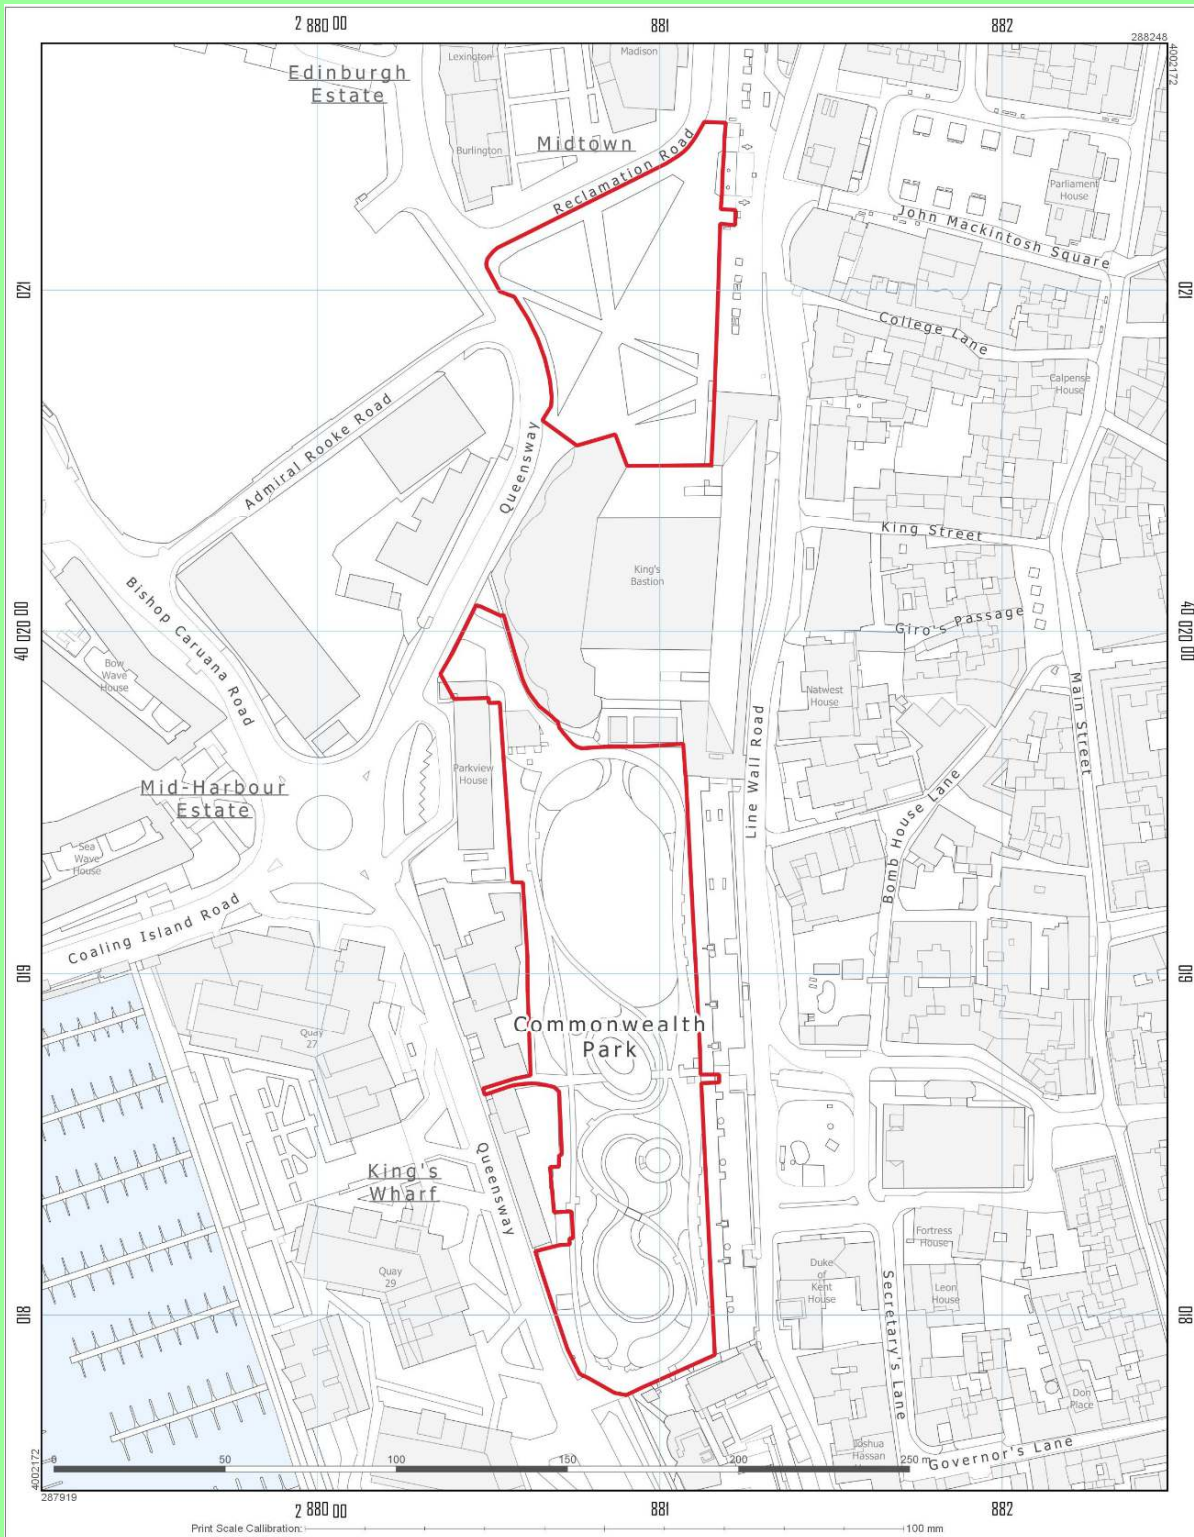 2 880 00
881
882
288248
4002172
Lexington
Madison
Edinburgh
Estate
Midtown
Burlington
Reclamation Road
Parliament
House
John Mackintosh Square
021
021
College Lane
Calpense
House
Admiral Rooke Road
Queensway
King Street
King's
Bastion
Bishop Caruana Road
Giro's Passage
40 020 00
40 020 00
Bow
Wave
House
Natwest
House
Main Street
Line Wall Road
Parkview
House
Mid-Harbour
Estate
Bomb House Lane
Sea
Wave
House
Coaling Island Road
019
019
Quay
27
Commonwealth
Park
King's
Wharf
Queensway
Fortress
House
Duke
of
Kent
House
Quay
29
Leon
House
Secretary's Lane
018
018
Don
Place
Joshua
Hassan
Governor's Lane
0
50
100
150
200
250 m
4002172
287919
2 880 00
881
882
Print Scale Callibration:
100 mm